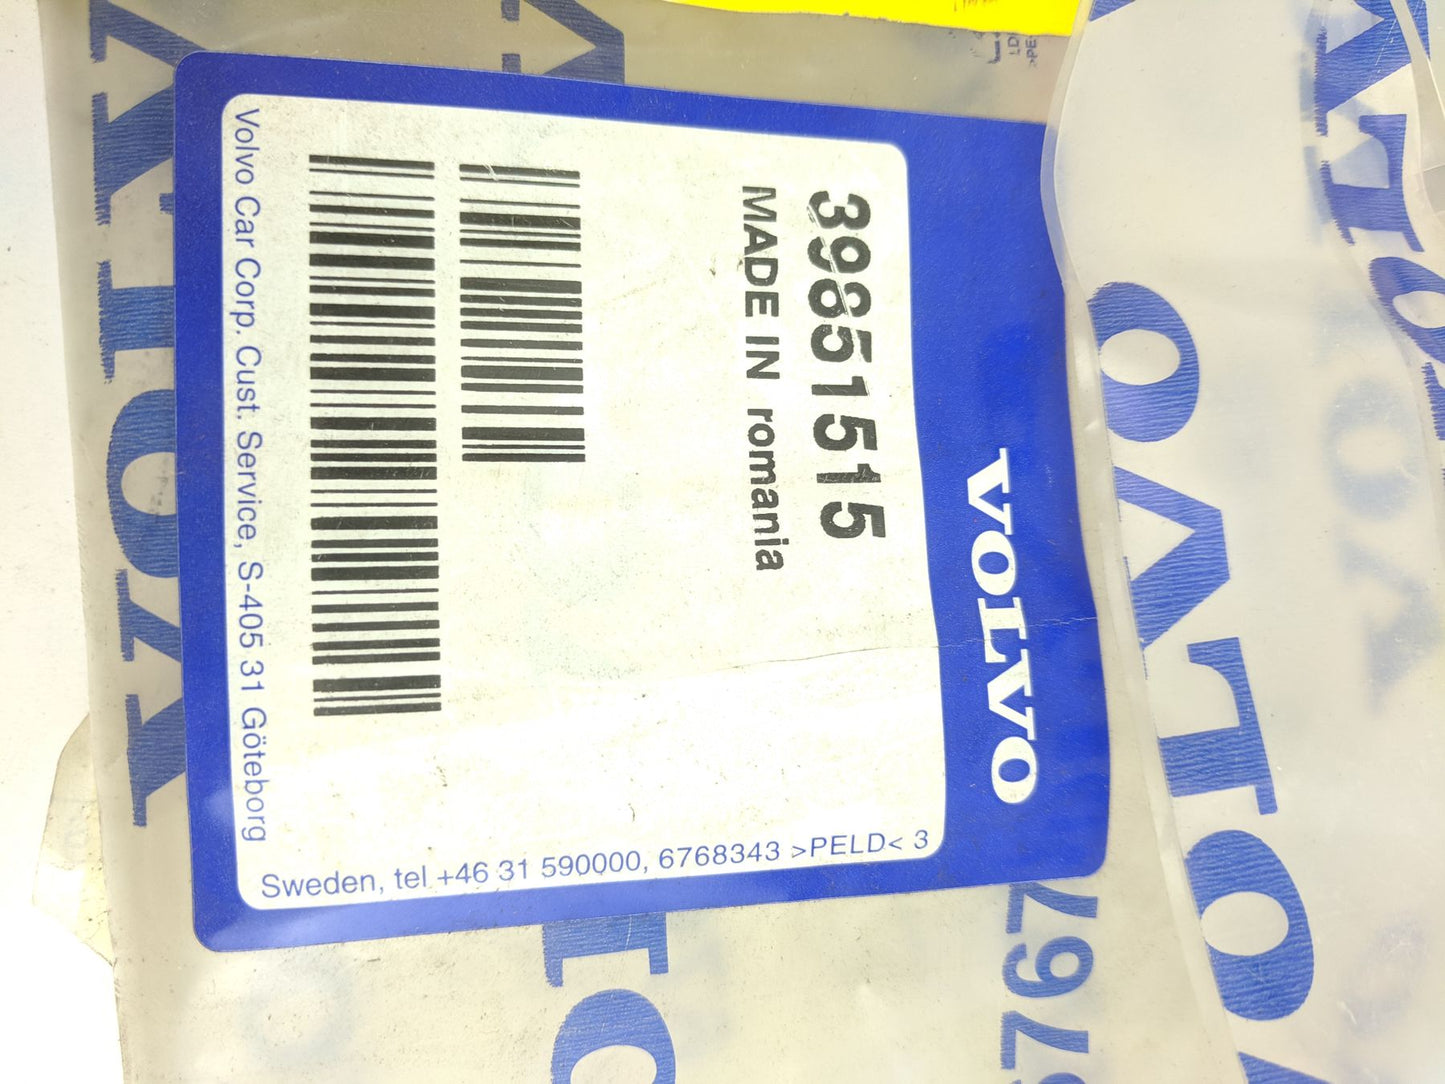 VOLVO
39851515
MADE IN romania
Volvo Car Corp. Cust. Service, S-405 31 Göteborg
Sweden, tel +46 31 590000, 6768343 >PELD< 3
VOLVO